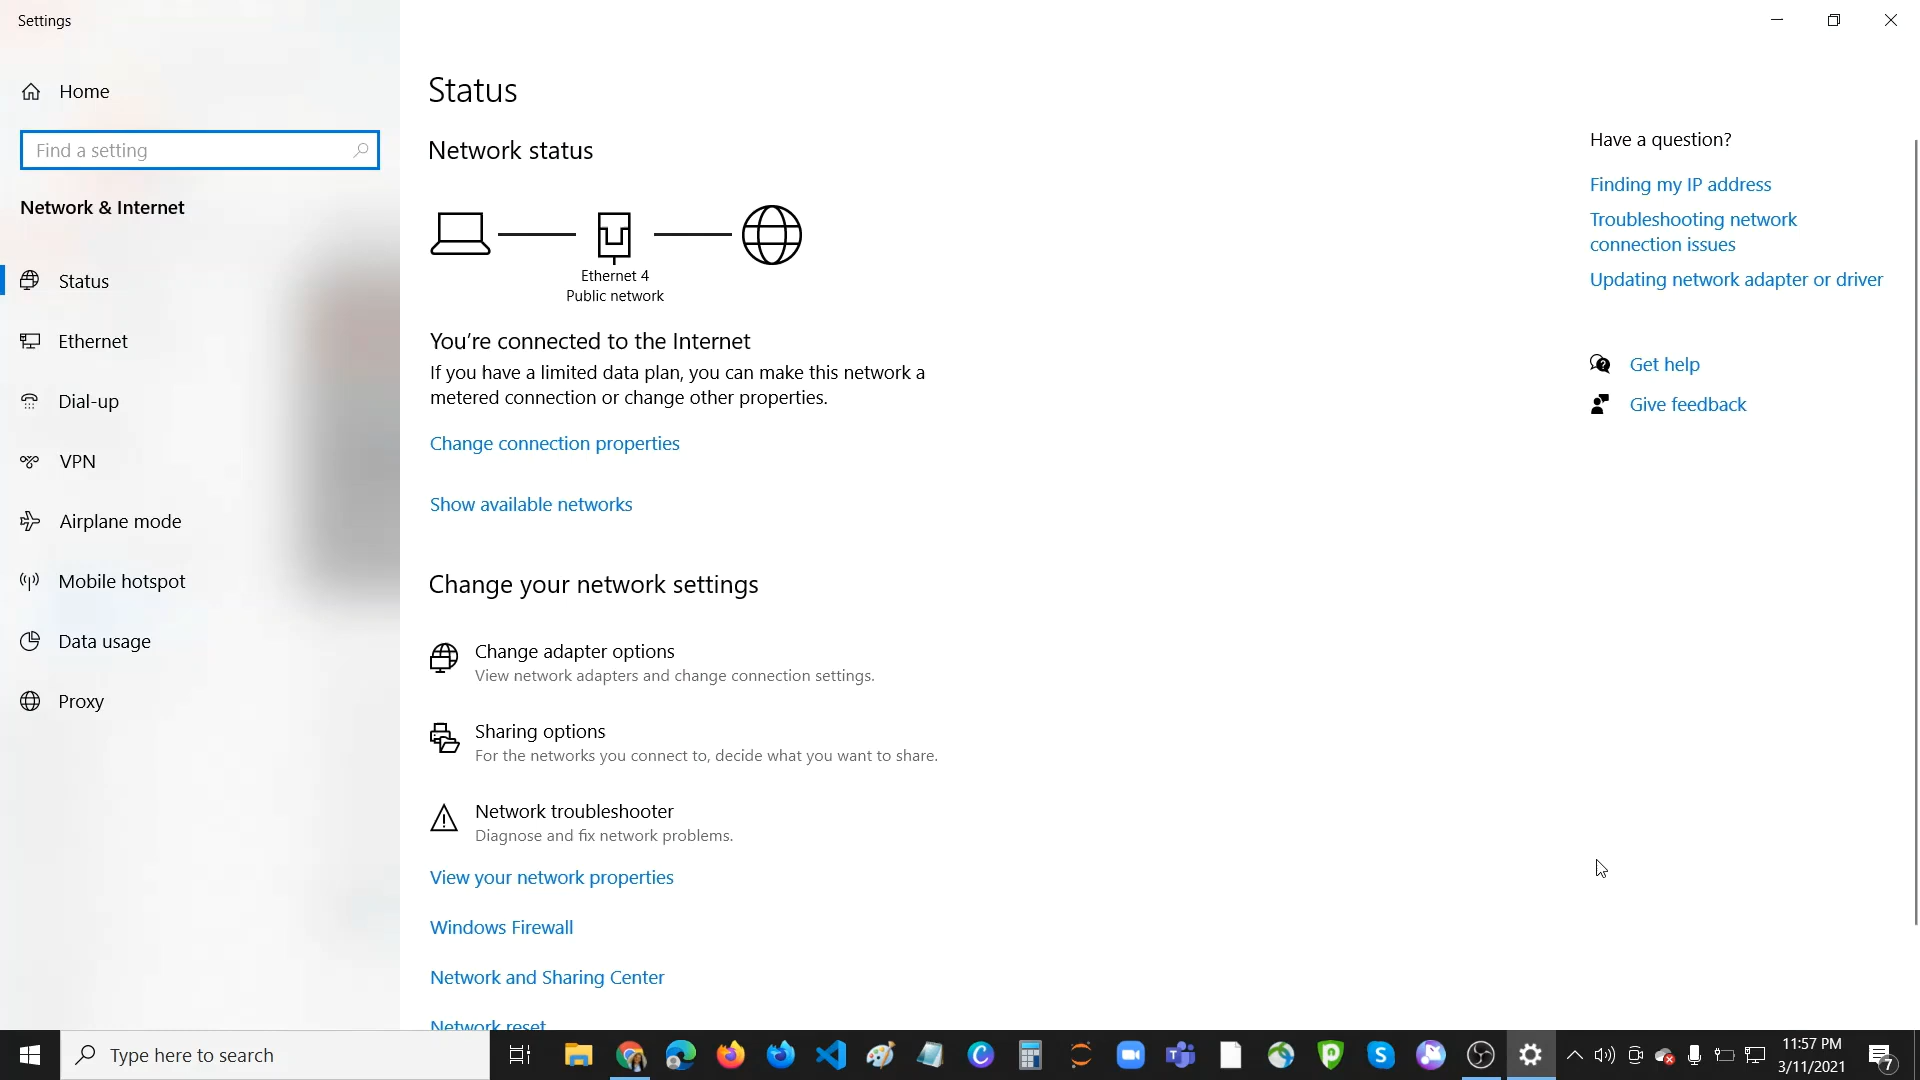 Settings
Home
Find a setting
Network & Internet
Status
Ethernet
Dial-up
VPN
Airplane mode
Mobile hotspot
Data usage
Proxy
Status
Network status
Ethernet 4
Public network
You're connected to the Internet
If you have a limited data plan, you can make this network a
metered connection or change other properties.
Change connection properties
Show available networks
Change your network settings
Change adapter options
View network adapters and change connection settings.
Sharing options
For the networks you connect to, decide what you want to share.
Network troubleshooter
Diagnose and fix network problems.
View your network properties
Windows Firewall
Network and Sharing Center
Network reset
Have a question?
Finding my IP address
Troubleshooting network
connection issues
Updating network adapter or driver
Get help
Give feedback
Type here to search
11:57 PM
3/11/2021
7